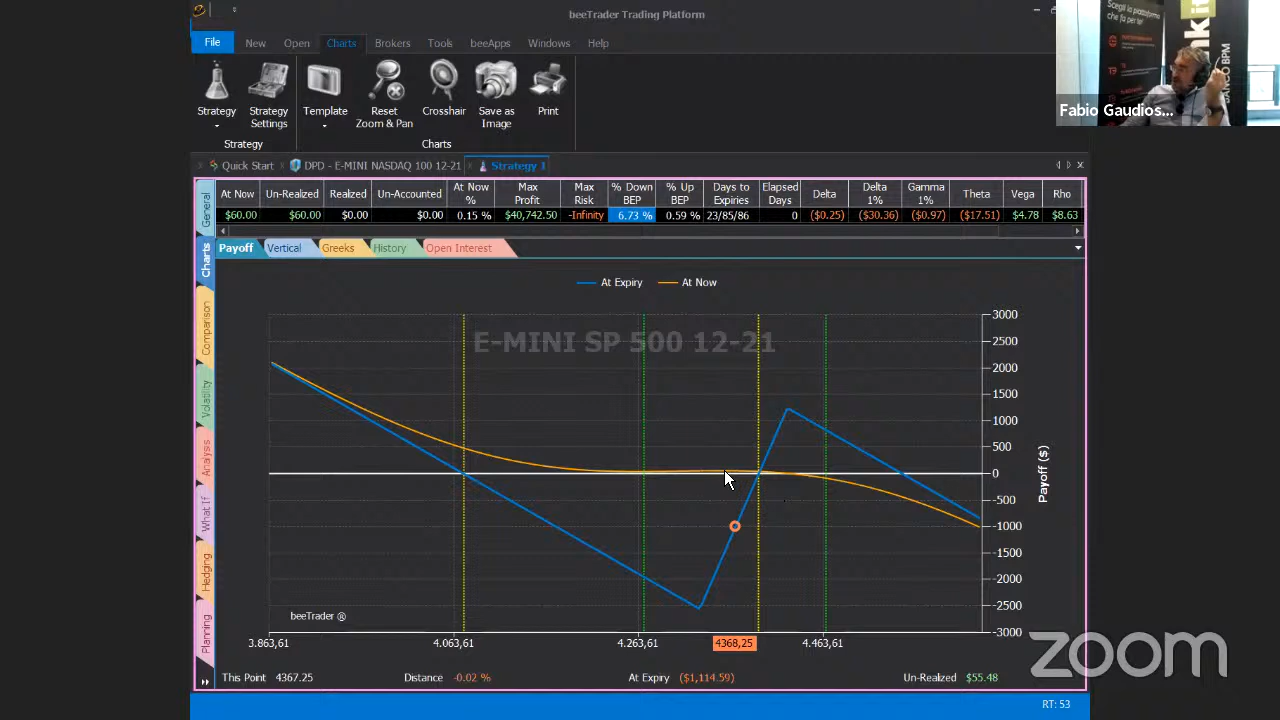 beeTrader Trading Platform
File New Open Charts Brokers Tools beeApps Windows Help
Strategy Strategy Settings Template Reset Zoom & Pan Crosshair Save as Image Print
Strategy Charts
Scegli la piattaforma
che fa per te!
BANCO BPM
Fabio Gaudios...
Quick Start DPD - E-MINI NASDAQ 100 12-21 Strategy 1
At Now Un-Realized Realized Un-Accounted At Now % Max Profit Max Risk % Down BEP % Up BEP Days to Expiries Elapsed Days Delta Delta 1% Gamma 1% Theta Vega Rho
$60.00 $60.00 $0.00 $0.00 0.15 % $40,742.50 -Infinity 6.73 % 0.59 % 23/85/86 0 ($0.25) ($30.36) ($0.97) ($17.51) $4.78 $8.63
Payoff Vertical Greeks History Open Interest
General
Charts
Comparison
Volatility
Analysis
What If
Hedging
Planning
At Expiry At Now
E-MINI SP 500 12-21
3000
2500
2000
1500
1000
500
0
-500
-1000
-1500
-2000
-2500
-3000
Payoff ($)
beeTrader ®
3.863,61 4.063,61 4.263,61 4368,25 4.463,61
This Point 4367.25 Distance -0.02 % At Expiry ($1,114.59) Un-Realized $55.48
RT: 53
zoom